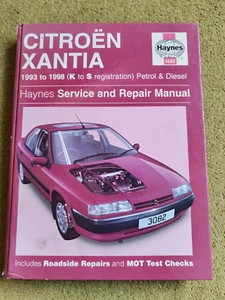 CITROËN
XANTIA
Haynes
3082
1993 to 1998 (K to S registration) Petrol & Diesel
Haynes Service and Repair Manual
3082
Includes Roadside Repairs and MOT Test Checks